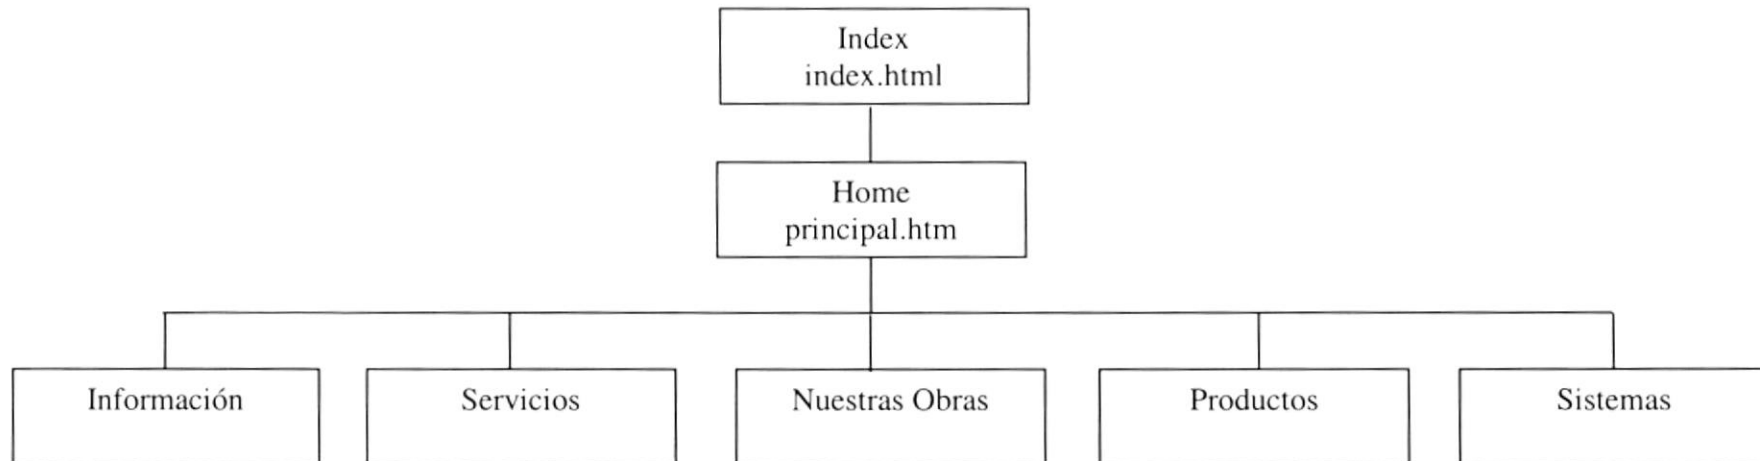 Index
index.html
Home
principal.htm
Información
Servicios
Nuestras Obras
Productos
Sistemas